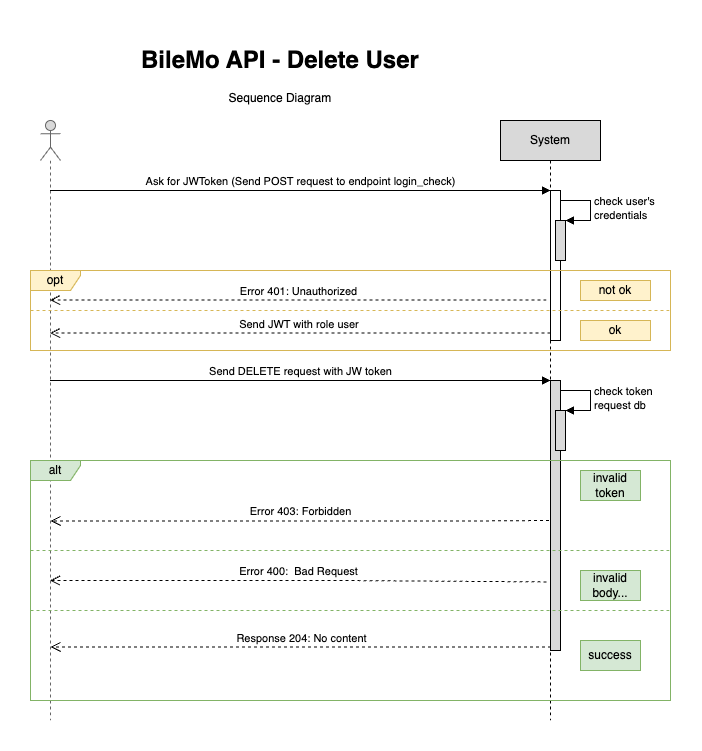 BileMo API - Delete User
Sequence Diagram
System
Ask for JWToken (Send POST request to endpoint login_check)
check user's
credentials
opt
Error 401: Unauthorized
not ok
Send JWT with role user
ok
Send DELETE request with JW token
check token
request db
alt
invalid
token
Error 403: Forbidden
Error 400:  Bad Request
invalid
body...
Response 204: No content
success